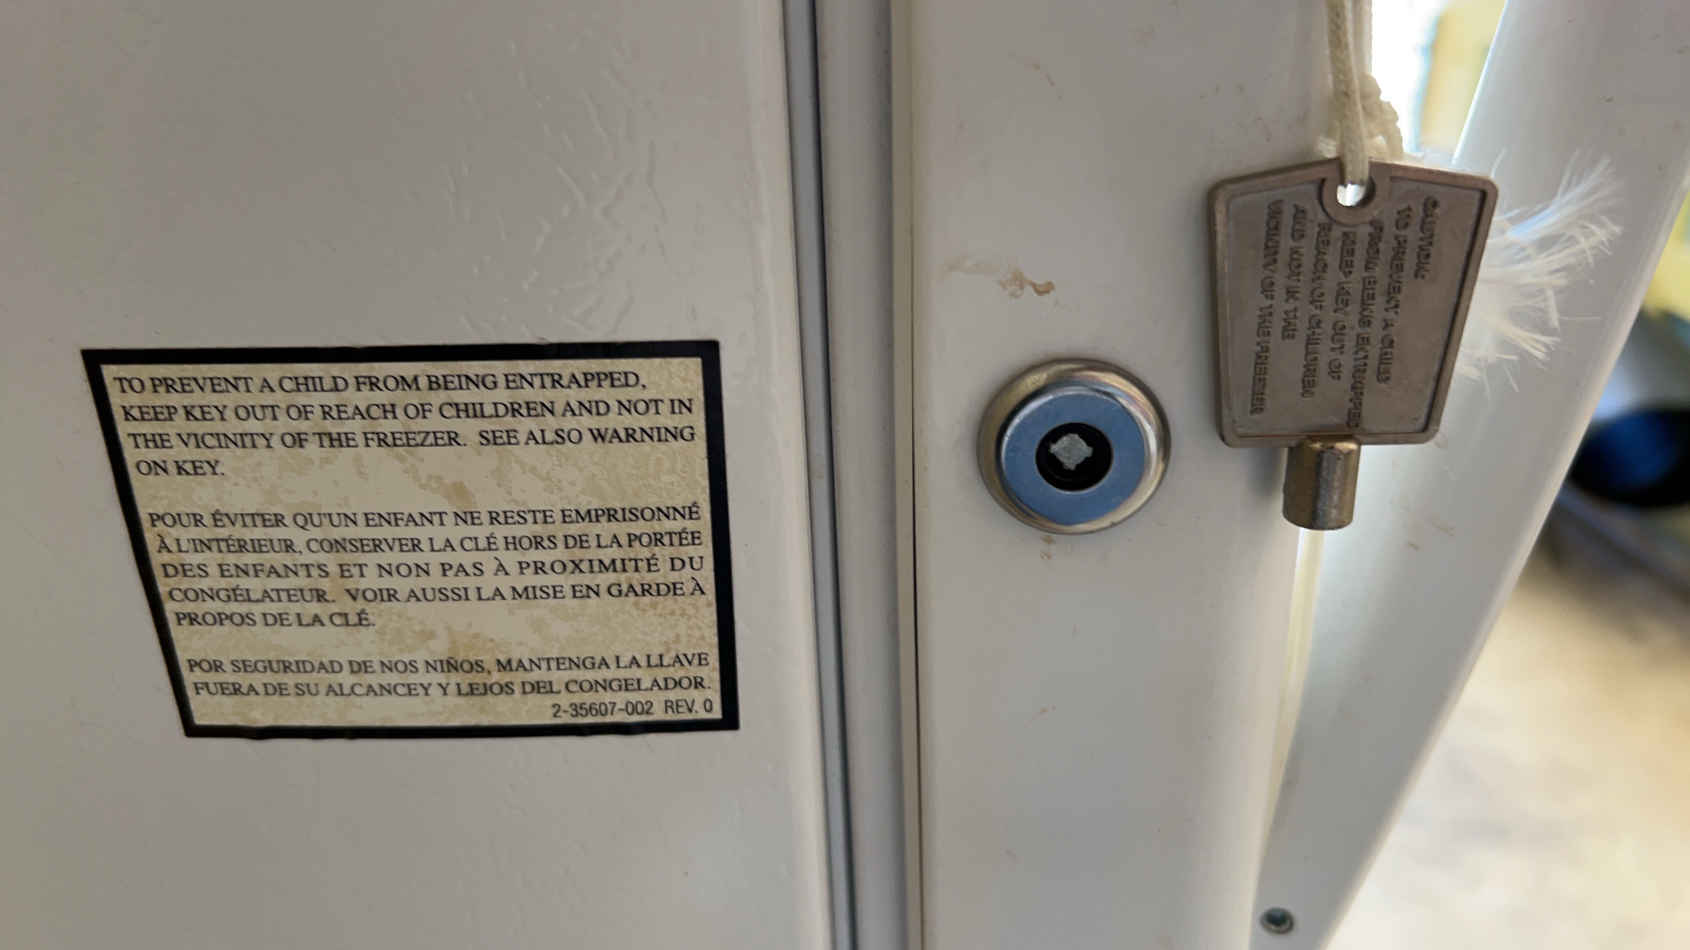 TO PREVENT A CHILD FROM BEING ENTRAPPED,
KEEP KEY OUT OF REACH OF CHILDREN AND NOT IN
THE VICINITY OF THE FREEZER. SEE ALSO WARNING
ON KEY.
POUR ÉVITER QU'UN ENFANT NE RESTE EMPRISONNÉ
À L'INTÉRIEUR, CONSERVER LA CLÉ HORS DE LA PORTÉE
DES ENFANTS ET NON PAS À PROXIMITÉ DU
CONGÉLATEUR. VOIR AUSSI LA MISE EN GARDE À
PROPOS DE LA CLÉ.
POR SEGURIDAD DE NOS NIÑOS, MANTENGA LA LLAVE
FUERA DE SU ALCANCEY Y LEJOS DEL CONGELADOR.
2-35607-002 REV. 0
CAUTION:
TO PREVENT A CHILD
FROM BEING ENTRAPPED
KEEP KEY OUT OF
REACH OF CHILDREN
AND NOT IN THE
VICINITY OF THE FREEZER